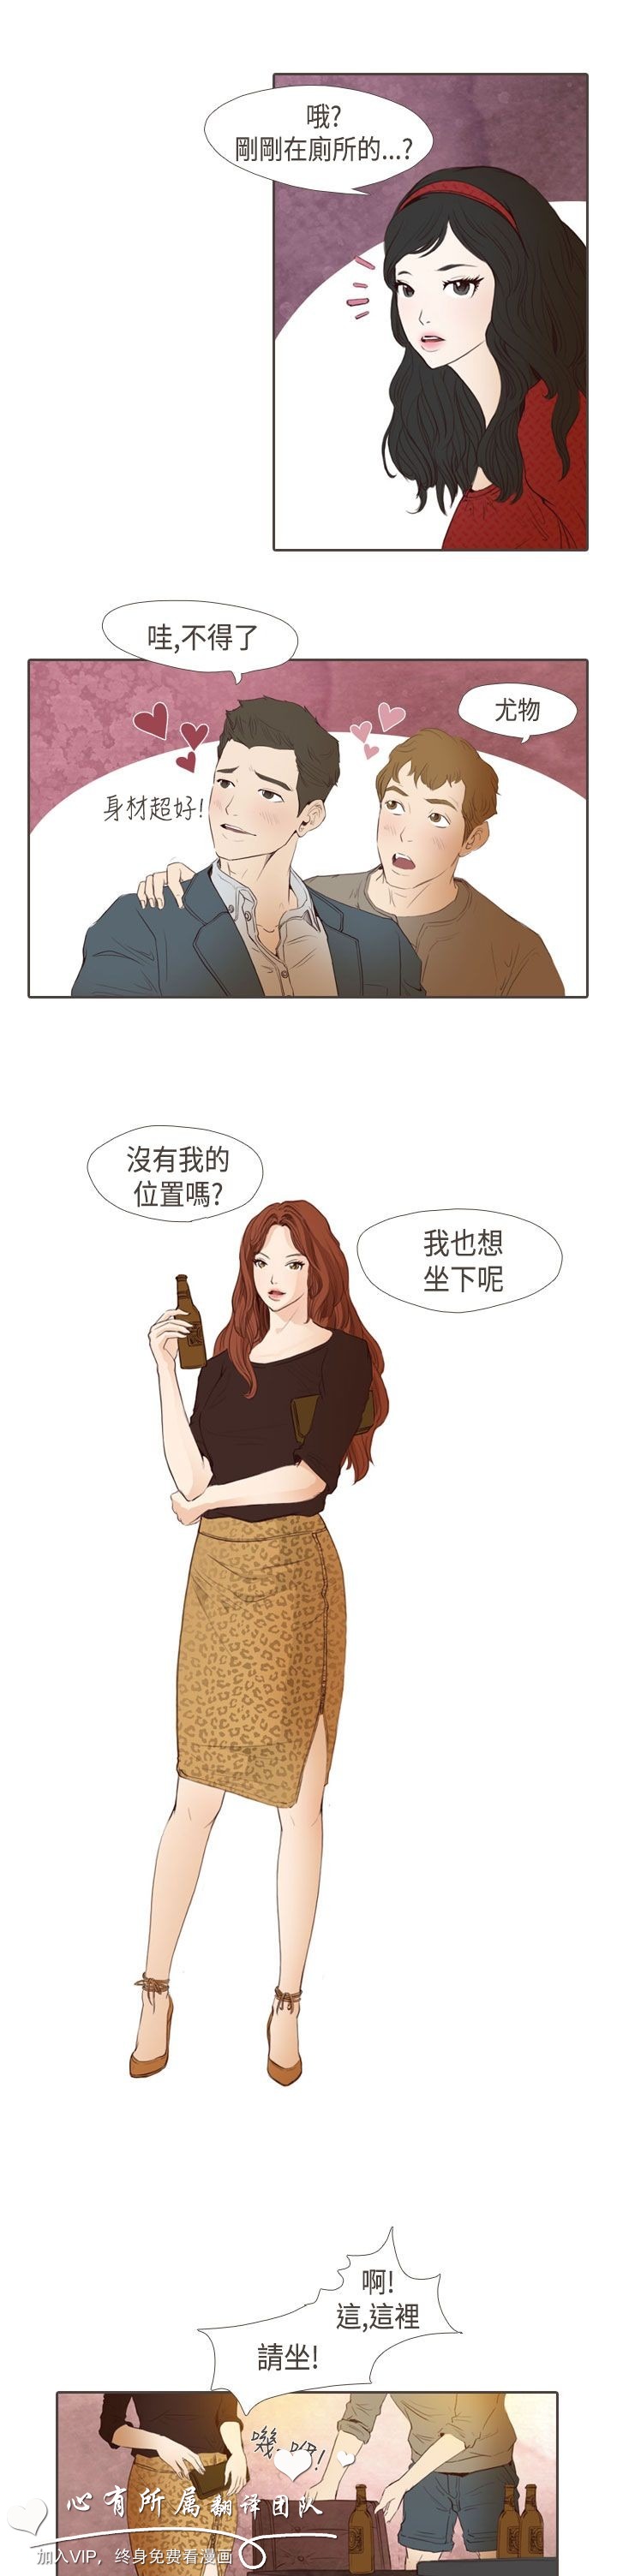 哦?
剛剛在廁所的...?
哇,不得了
尤物
身材超好!
沒有我的
位置嗎?
我也想
坐下呢
啊!
這,這裡
請坐!
心有所属翻译团队
加入VIP，终身免费看漫画